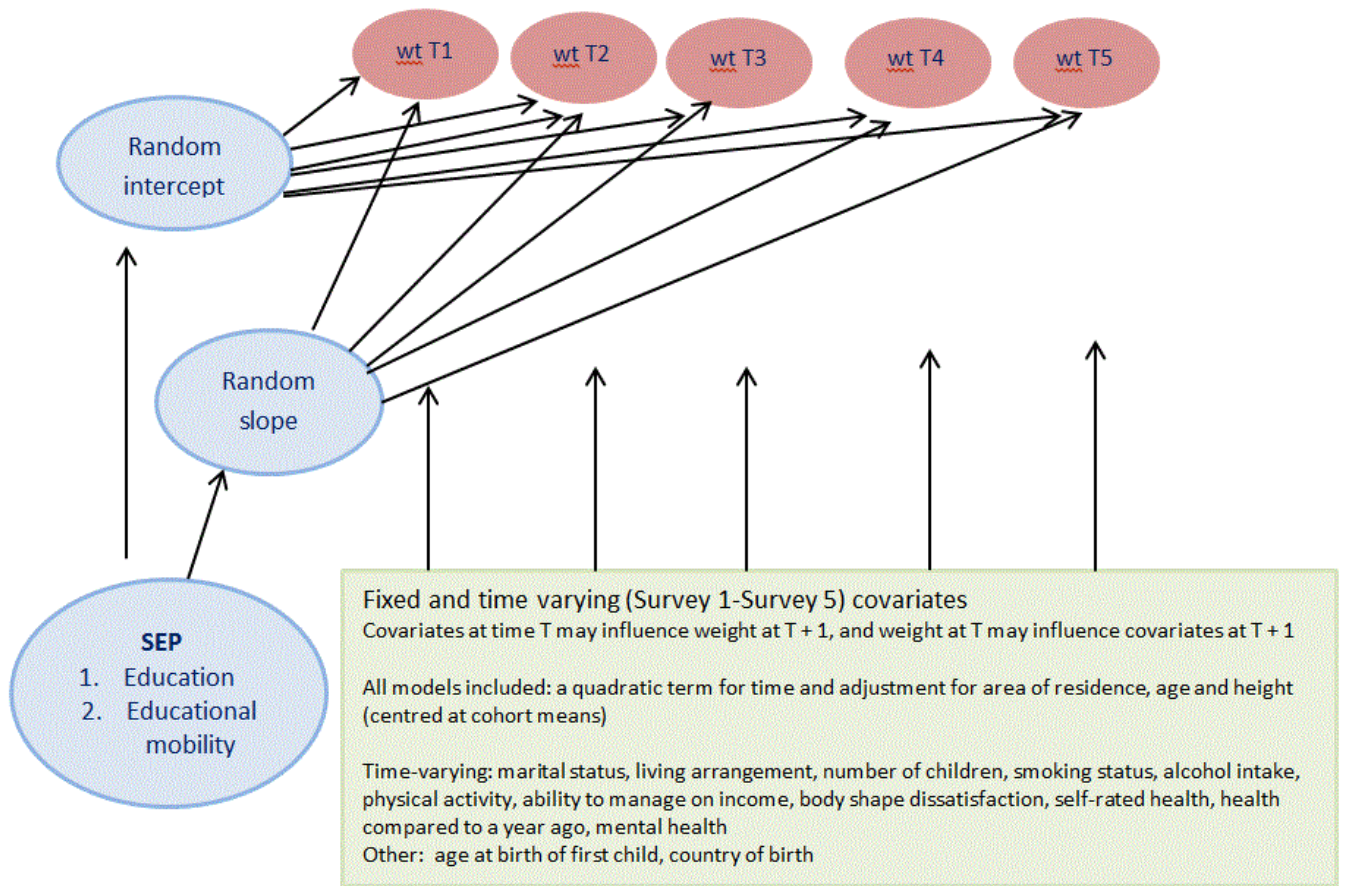 wt T1
wt T2
wt T3
wt T4
wt T5
Random
intercept
Random
slope
SEP
1. Education
2. Educational
mobility
Fixed and time varying (Survey 1-Survey 5) covariates
Covariates at time T may influence weight at T + 1, and weight at T may influence covariates at T + 1
All models included: a quadratic term for time and adjustment for area of residence, age and height
(centred at cohort means)
Time-varying: marital status, living arrangement, number of children, smoking status, alcohol intake,
physical activity, ability to manage on income, body shape dissatisfaction, self-rated health, health
compared to a year ago, mental health
Other: age at birth of first child, country of birth